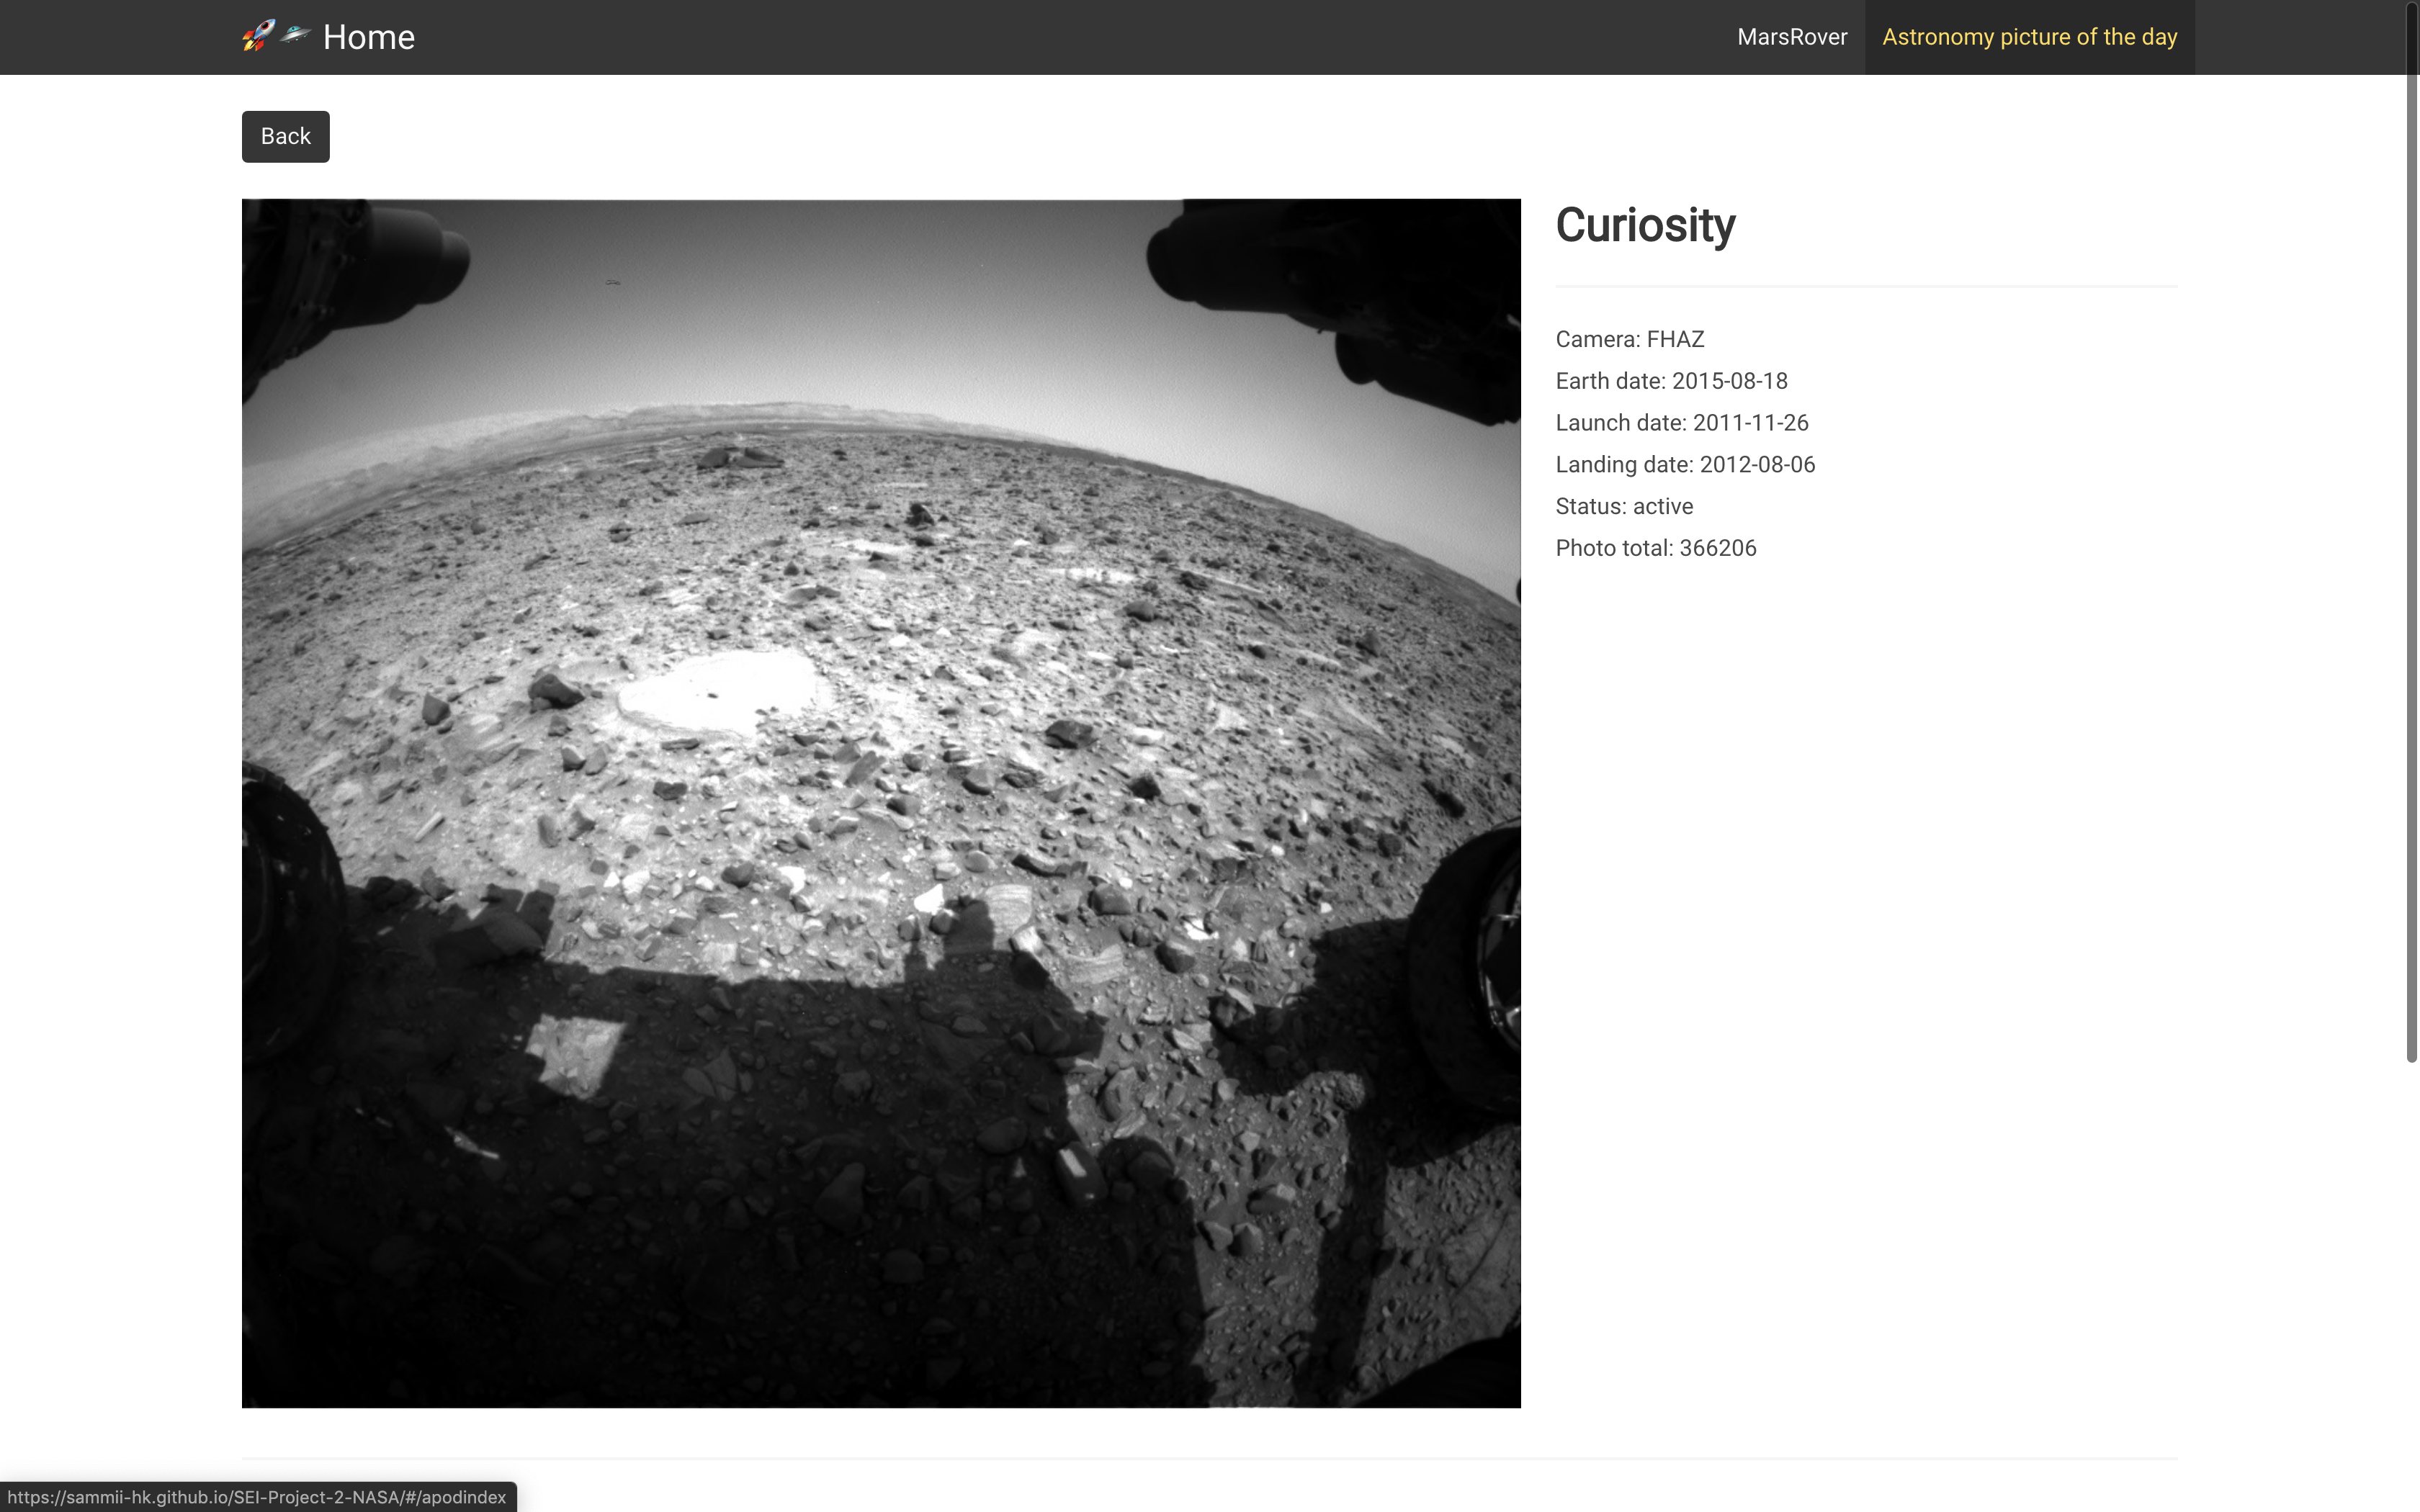 🚀🛸 Home
MarsRover
Astronomy picture of the day
Back
Curiosity
Camera: FHAZ
Earth date: 2015-08-18
Launch date: 2011-11-26
Landing date: 2012-08-06
Status: active
Photo total: 366206
https://sammii-hk.github.io/SEI-Project-2-NASA/#/apodindex